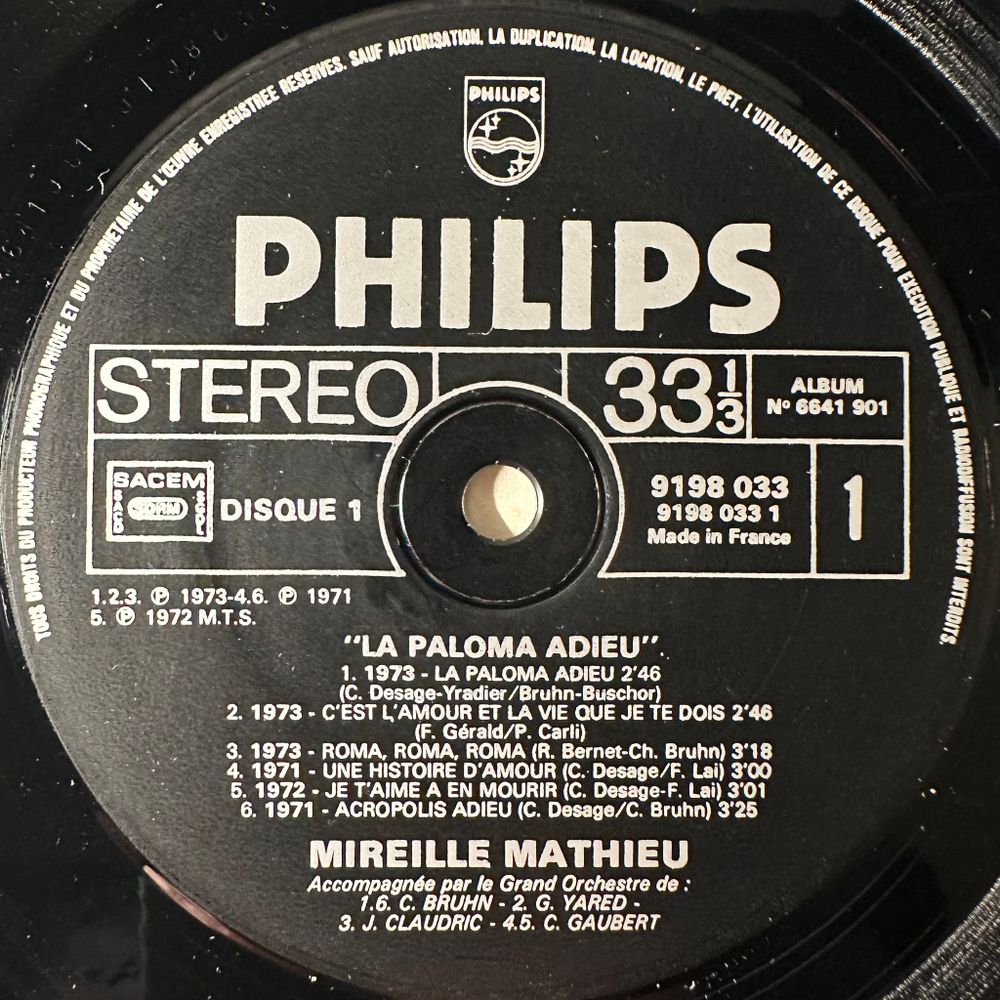 TOUS DROITS DU PRODUCTEUR PHONOGRAPHIQUE ET DU PROPRIETAIRE DE L'ŒUVRE ENREGISTREE RESERVES. SAUF AUTORISATION, LA DUPLICATION, LA LOCATION, LE PRET, L'UTILISATION DE CE DISQUE POUR EXECUTION PUBLIQUE ET RADIODIFFUSION SONT INTERDITS.
PHILIPS
PHILIPS
STEREO
33 1/3
ALBUM
Nº 6641 901
SACEM
SACD
SDRM
SGDL
DISQUE 1
9198 033
9198 033 1
Made in France
1
1.2.3. ℗ 1973-4.6. ℗ 1971
5. ℗ 1972 M.T.S.
"LA PALOMA ADIEU".
1. 1973 - LA PALOMA ADIEU 2'46
(C. Desage-Yradier/Bruhn-Buschor)
2. 1973 - C'EST L'AMOUR ET LA VIE QUE JE TE DOIS 2'46
(F. Gérald/P. Carli)
3. 1973 - ROMA, ROMA, ROMA (R. Bernet-Ch. Bruhn) 3'18
4. 1971 - UNE HISTOIRE D'AMOUR (C. Desage/F. Lai) 3'00
5. 1972 - JE T'AIME A EN MOURIR (C. Desage-F. Lai) 3'01
6. 1971 - ACROPOLIS ADIEU (C. Desage/C. Bruhn) 3'25
MIREILLE MATHIEU
Accompagnée par le Grand Orchestre de :
1.6. C. BRUHN - 2. G. YARED -
3. J. CLAUDRIC - 4.5. C. GAUBERT